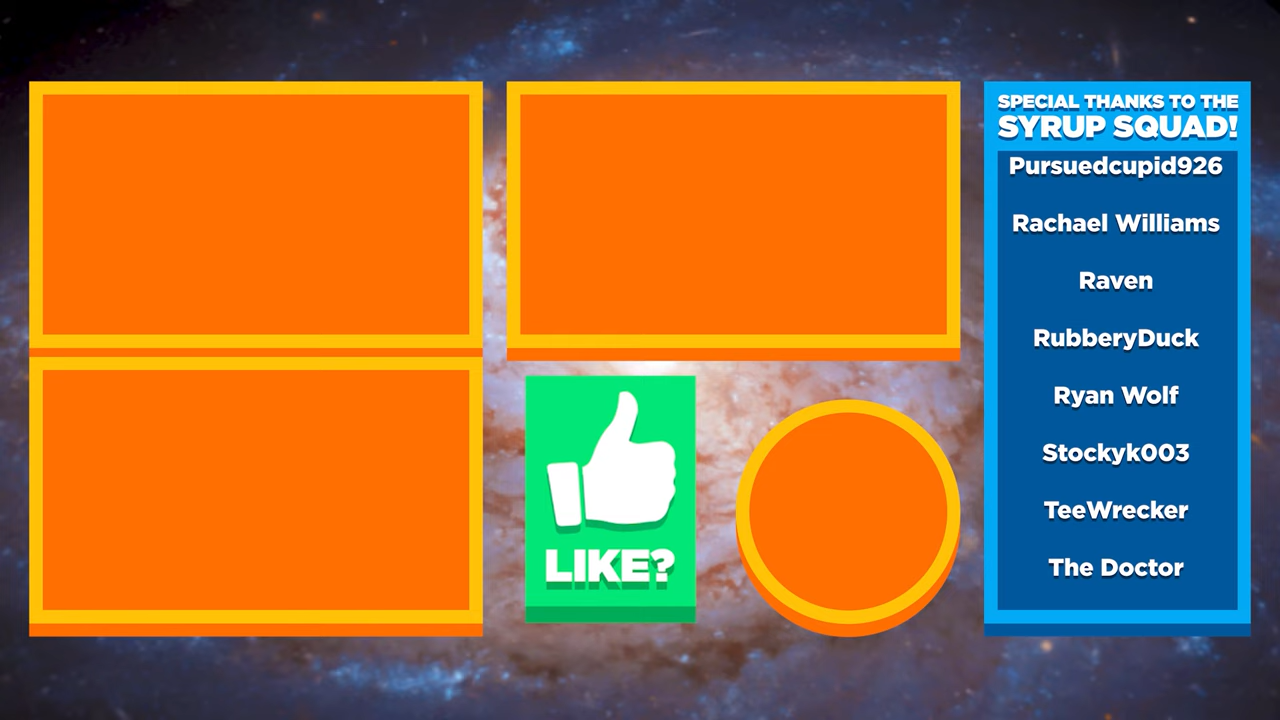 SPECIAL THANKS TO THE
SYRUP SQUAD!
Pursuedcupid926
Rachael Williams
Raven
RubberyDuck
Ryan Wolf
Stockyk003
TeeWrecker
The Doctor
LIKE?